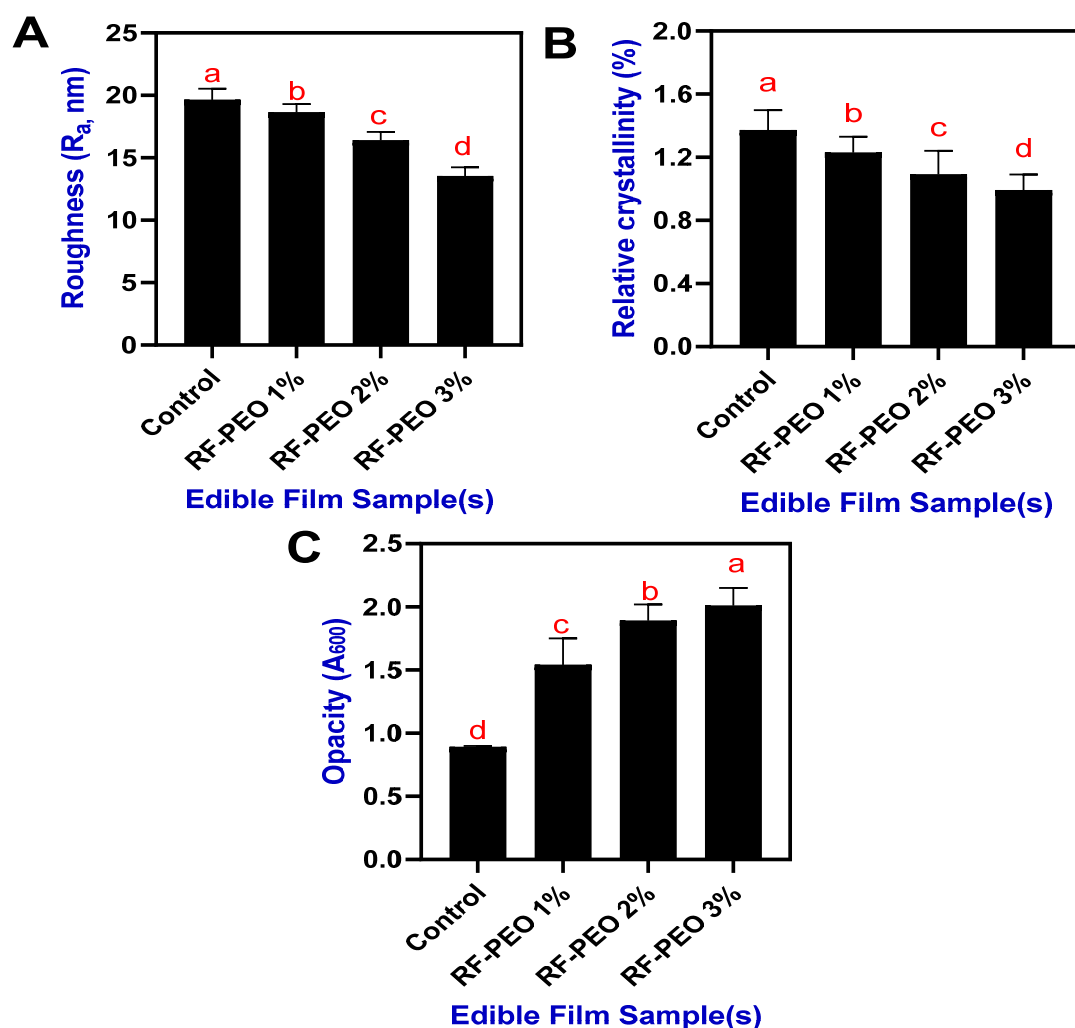 A
Roughness (Ra, nm)
25
20
15
10
5
0
a
b
c
d
Control
RF-PEO 1%
RF-PEO 2%
RF-PEO 3%
Edible Film Sample(s)
B
Relative crystallinity (%)
2.0
1.6
1.2
0.8
0.4
0.0
a
b
c
d
Control
RF-PEO 1%
RF-PEO 2%
RF-PEO 3%
Edible Film Sample(s)
C
Opacity (A600)
2.5
2.0
1.5
1.0
0.5
0.0
d
c
b
a
Control
RF-PEO 1%
RF-PEO 2%
RF-PEO 3%
Edible Film Sample(s)